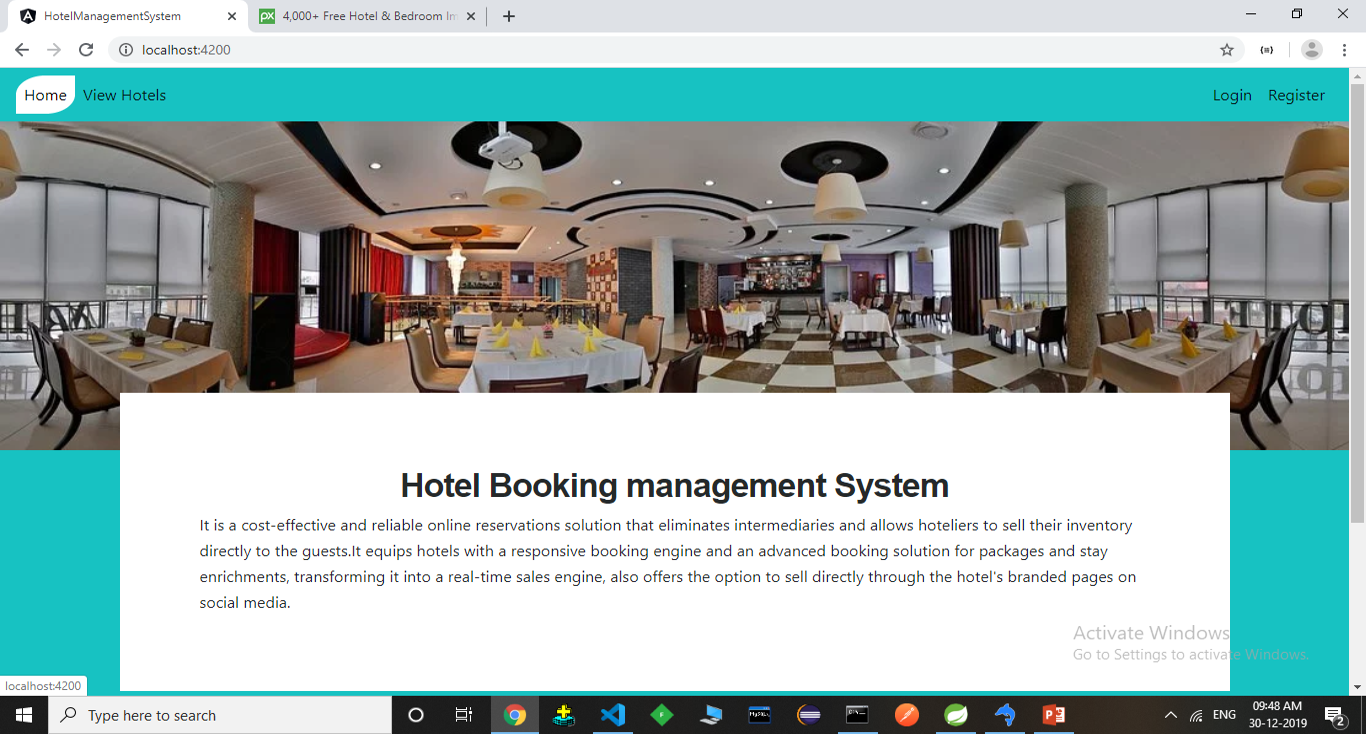 HotelManagementSystem
4,000+ Free Hotel & Bedroom Im
localhost:4200
Home View Hotels Login Register
Hotel Booking management System
It is a cost-effective and reliable online reservations solution that eliminates intermediaries and allows hoteliers to sell their inventory
directly to the guests.It equips hotels with a responsive booking engine and an advanced booking solution for packages and stay
enrichments, transforming it into a real-time sales engine, also offers the option to sell directly through the hotel's branded pages on
social media.
Activate Windows
Go to Settings to activate Windows.
localhost:4200
Type here to search
ENG
09:48 AM
30-12-2019
2